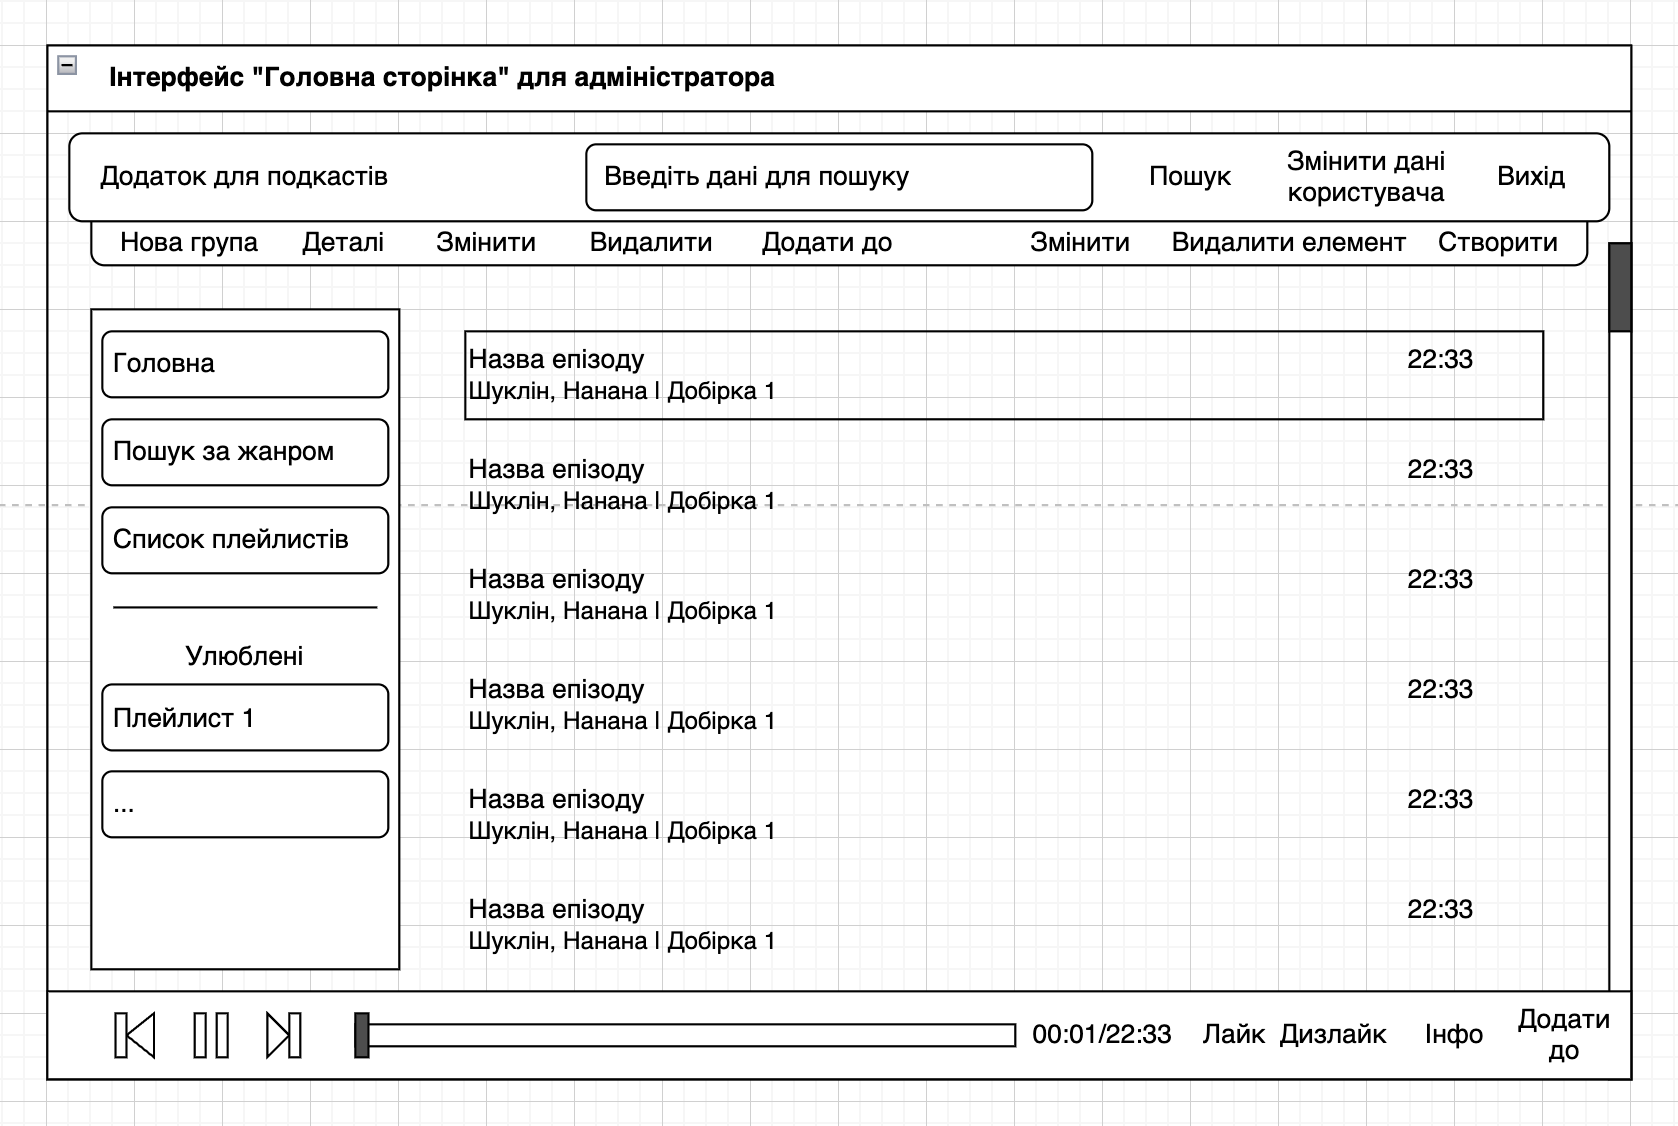 Інтерфейс "Головна сторінка" для адміністратора
Додаток для подкастів
Введіть дані для пошуку
Пошук
Змінити дані
користувача
Вихід
Нова група
Деталі
Змінити
Видалити
Додати до
Змінити
Видалити елемент
Створити
Головна
Пошук за жанром
Список плейлистів
Улюблені
Плейлист 1
...
Назва епізоду
22:33
Шуклін, Нанана | Добірка 1
Назва епізоду
22:33
Шуклін, Нанана | Добірка 1
Назва епізоду
22:33
Шуклін, Нанана | Добірка 1
Назва епізоду
22:33
Шуклін, Нанана | Добірка 1
Назва епізоду
22:33
Шуклін, Нанана | Добірка 1
Назва епізоду
22:33
Шуклін, Нанана | Добірка 1
00:01/22:33
Лайк
Дизлайк
Інфо
Додати
до